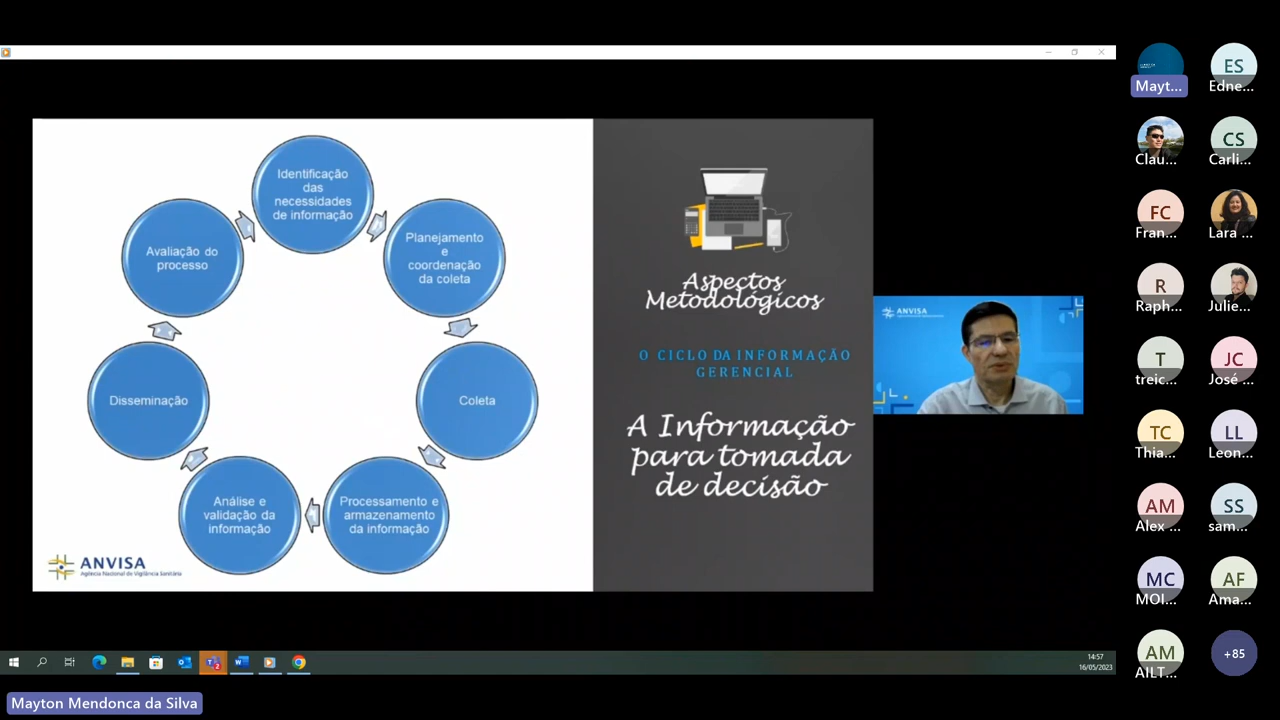 Identificação
das
necessidades
de informação
Planejamento
e
coordenação
da coleta
Coleta
Processamento e
armazenamento
da informação
Análise e
validação da
informação
Disseminação
Avaliação do
processo
ANVISA
Agência Nacional de Vigilância Sanitária
Aspectos
Metodológicos
O CICLO DA INFORMAÇÃO
GERENCIAL
A Informação
para tomada
de decisão
ANVISA
Mayt...
ES
Edne...
Clau...
CS
Carli...
FC
Fran...
Lara ...
R
Raph...
Julie...
T
treic...
JC
José ...
TC
Thia...
LL
Leon...
AM
Alex ...
SS
sam...
MC
MOI...
AF
Ama...
AM
AILT...
+85
14:57
16/05/2023
Mayton Mendonca da Silva